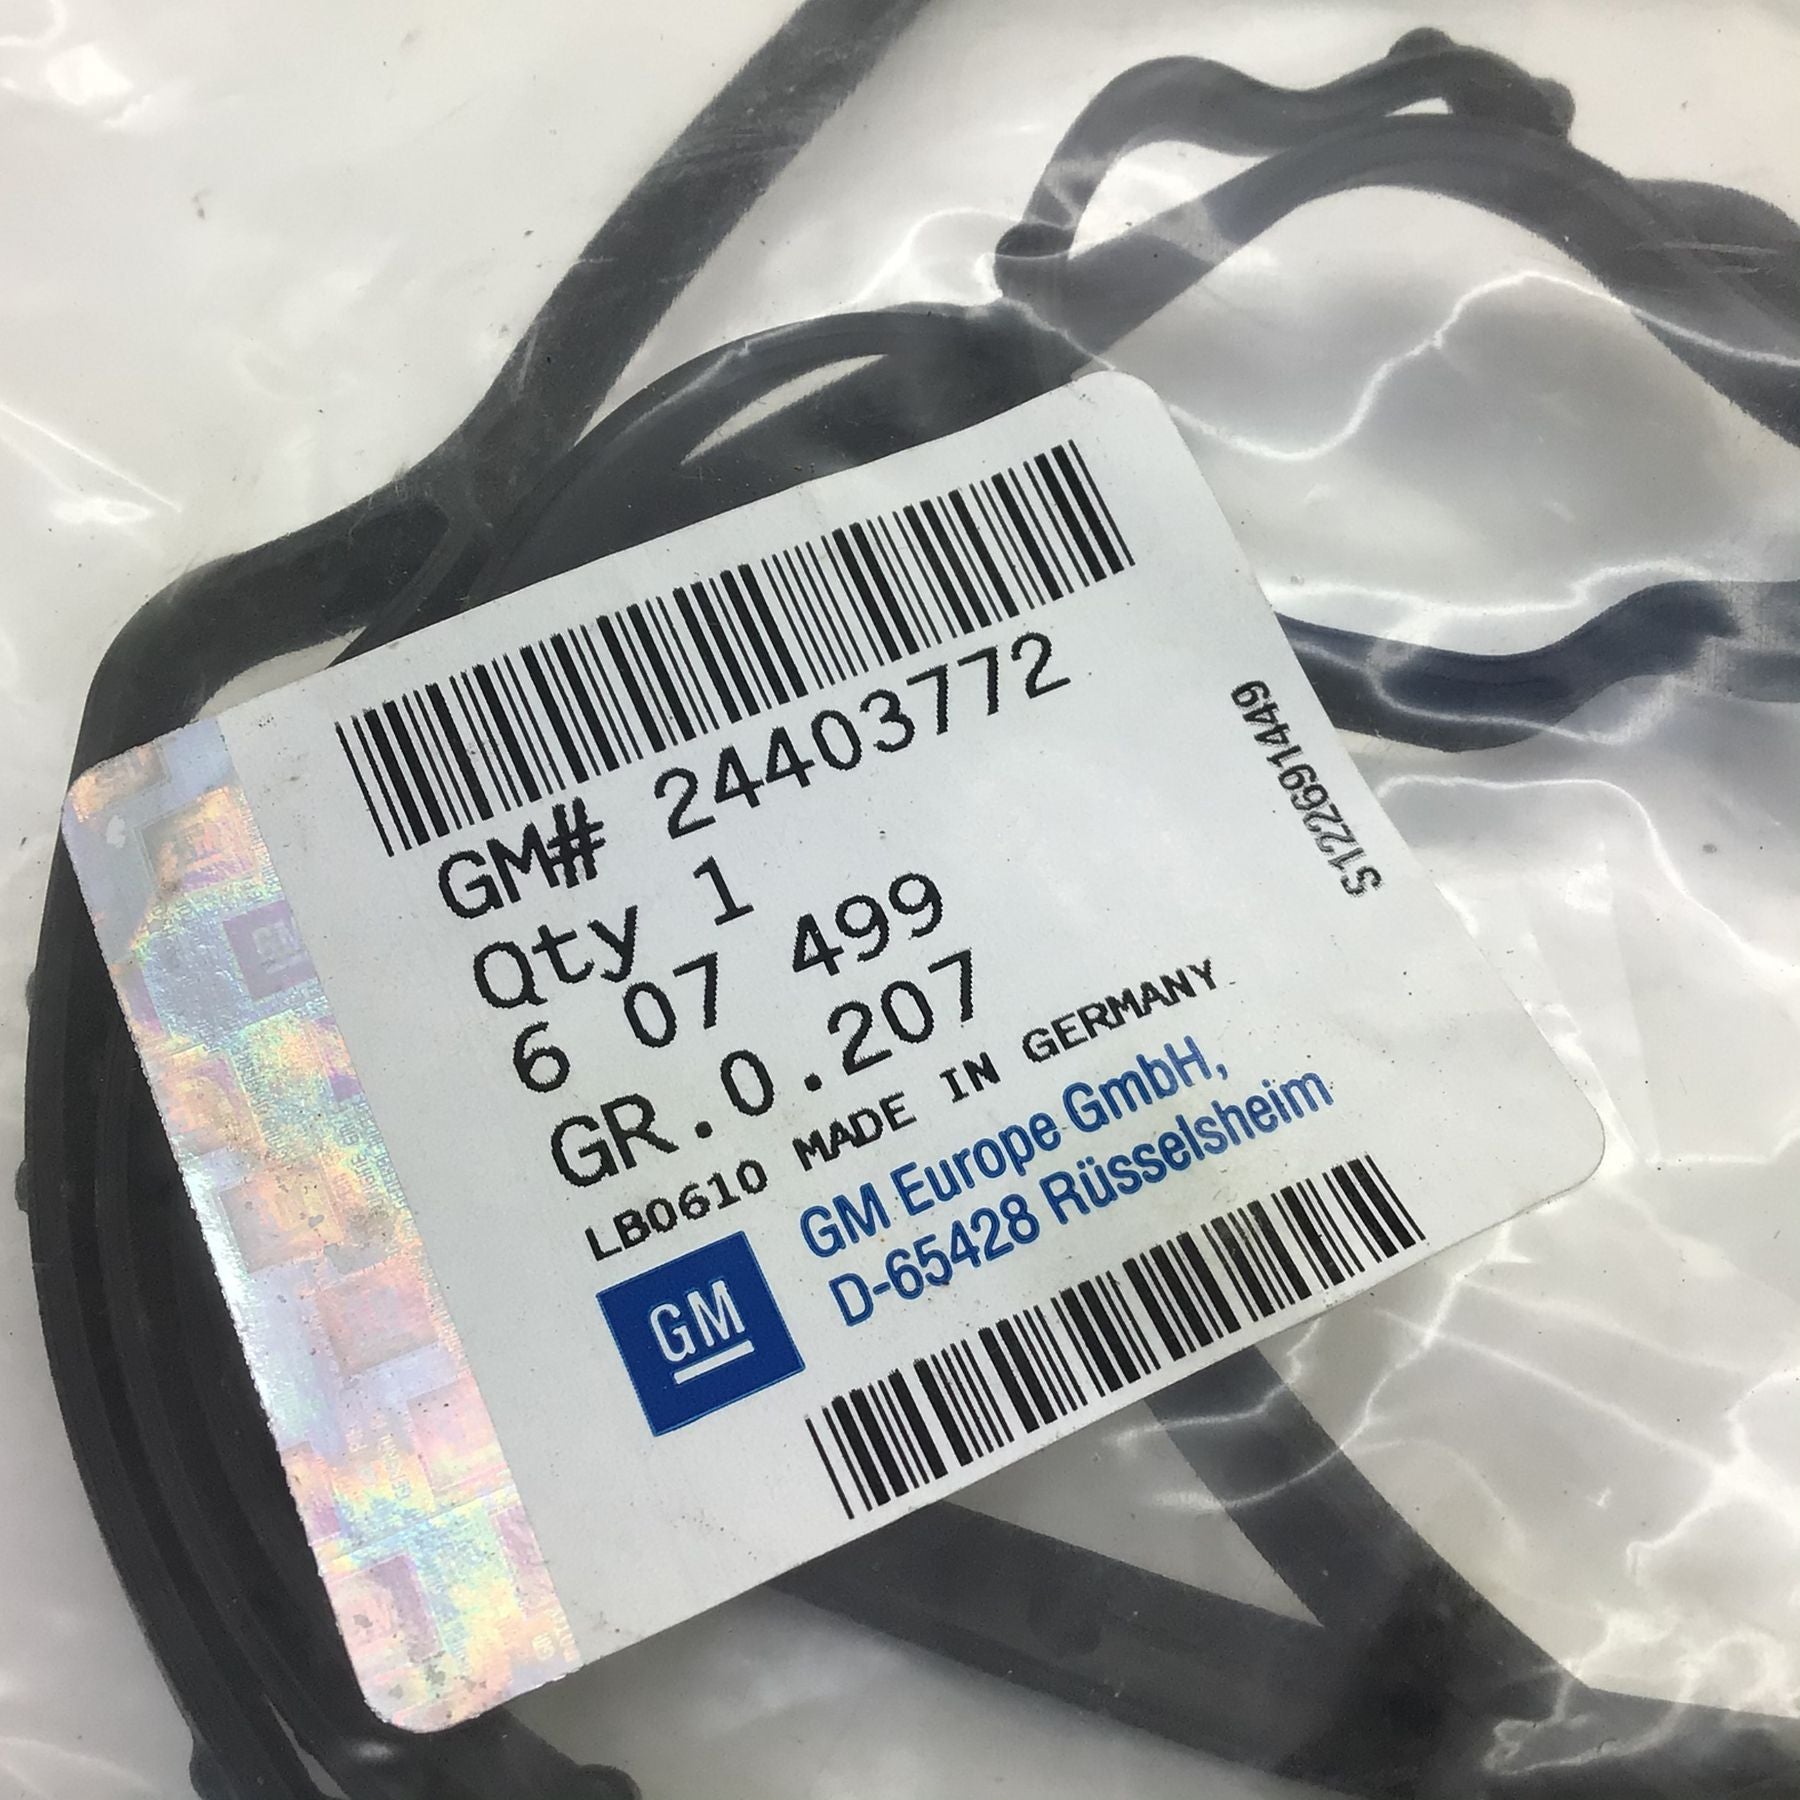 GM# 24403772
Qty 1
6 07 499
GR.0.207
LB0610 MADE IN GERMANY
GM Europe GmbH,
D-65428 Rüsselsheim
GM
S122691449